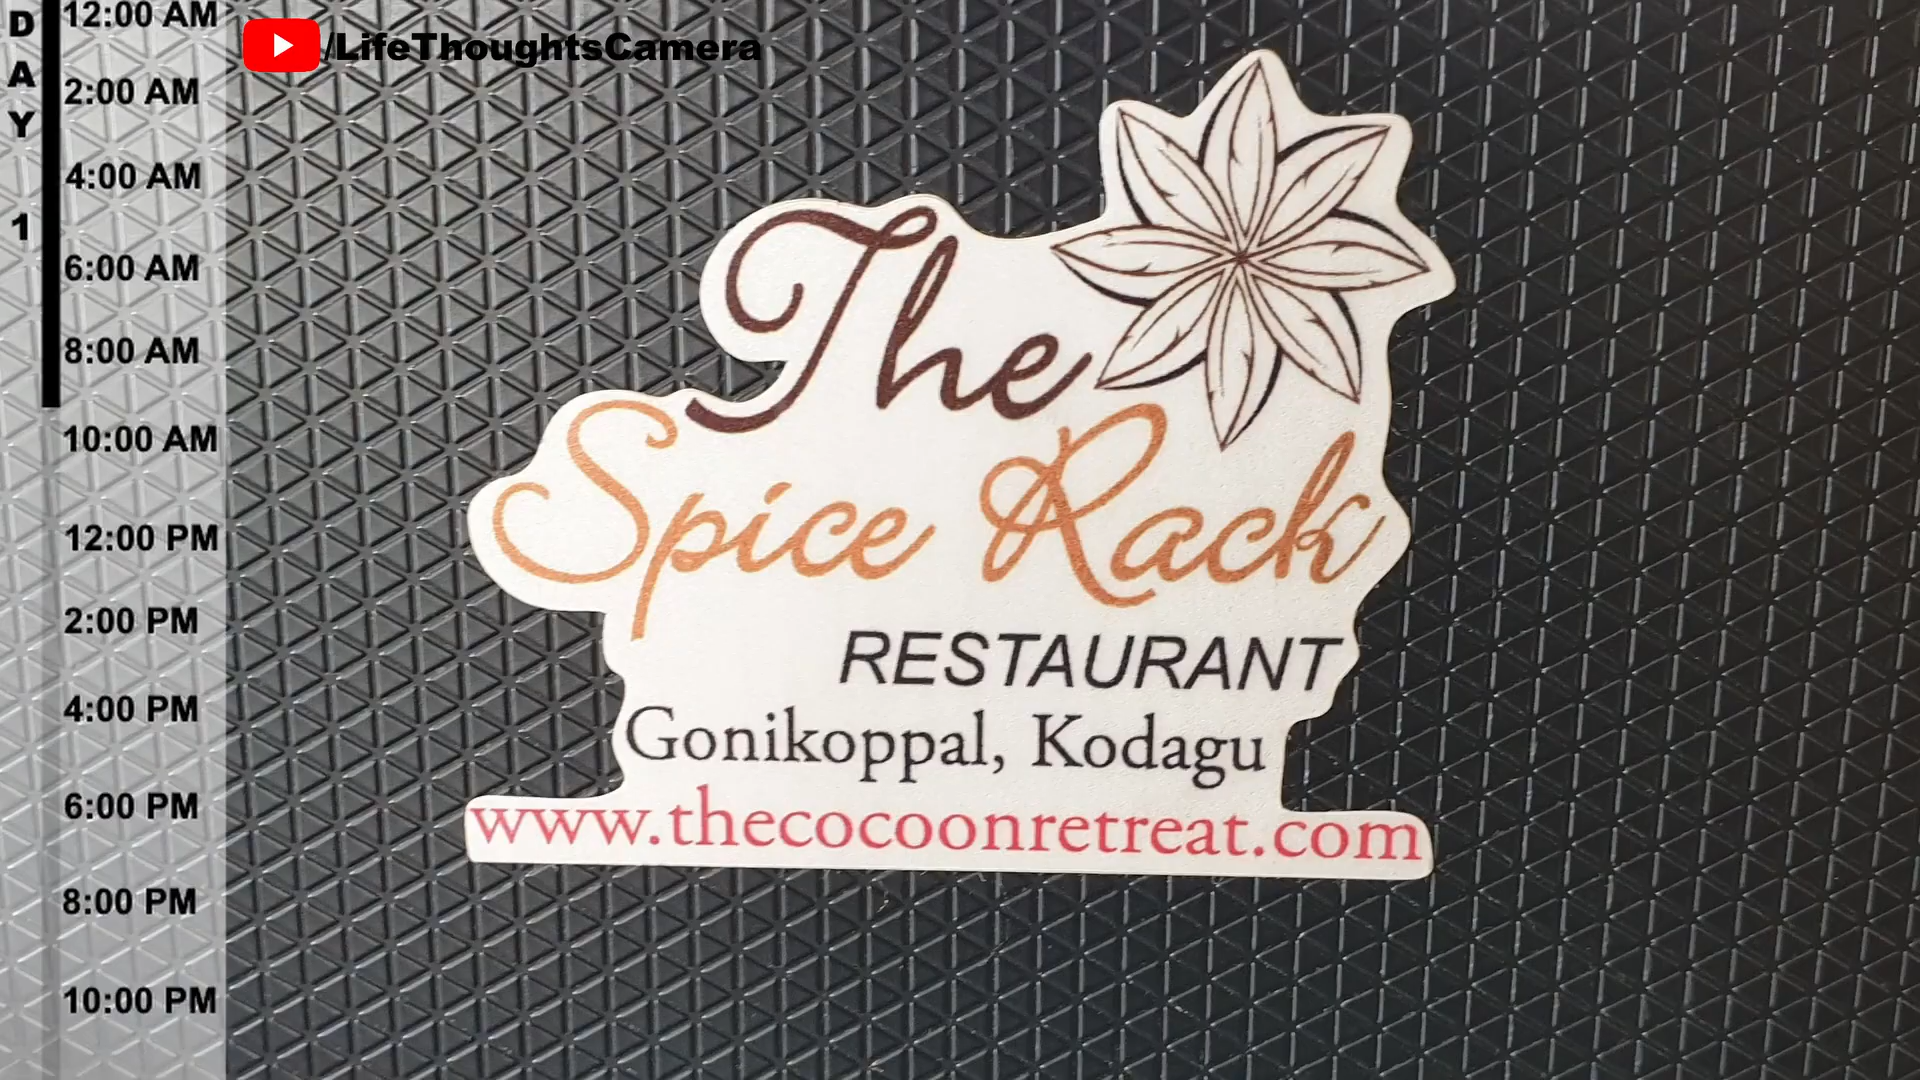 DAY 1
12:00 AM
2:00 AM
4:00 AM
6:00 AM
8:00 AM
10:00 AM
12:00 PM
2:00 PM
4:00 PM
6:00 PM
8:00 PM
10:00 PM
/LifeThoughtsCamera
The
Spice Rack
RESTAURANT
Gonikoppal, Kodagu
www.thecocoonretreat.com